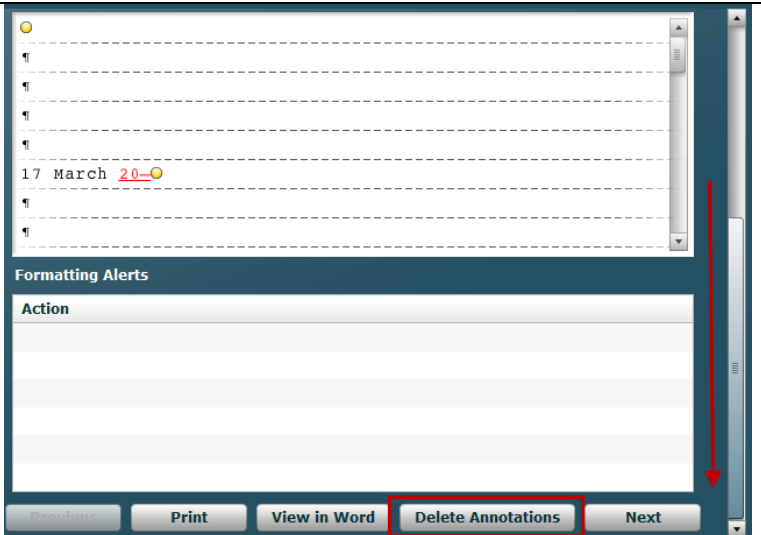 ¶
¶
¶
¶
17 March 20—
¶
¶
Formatting Alerts
Action
Previous Print View in Word Delete Annotations Next